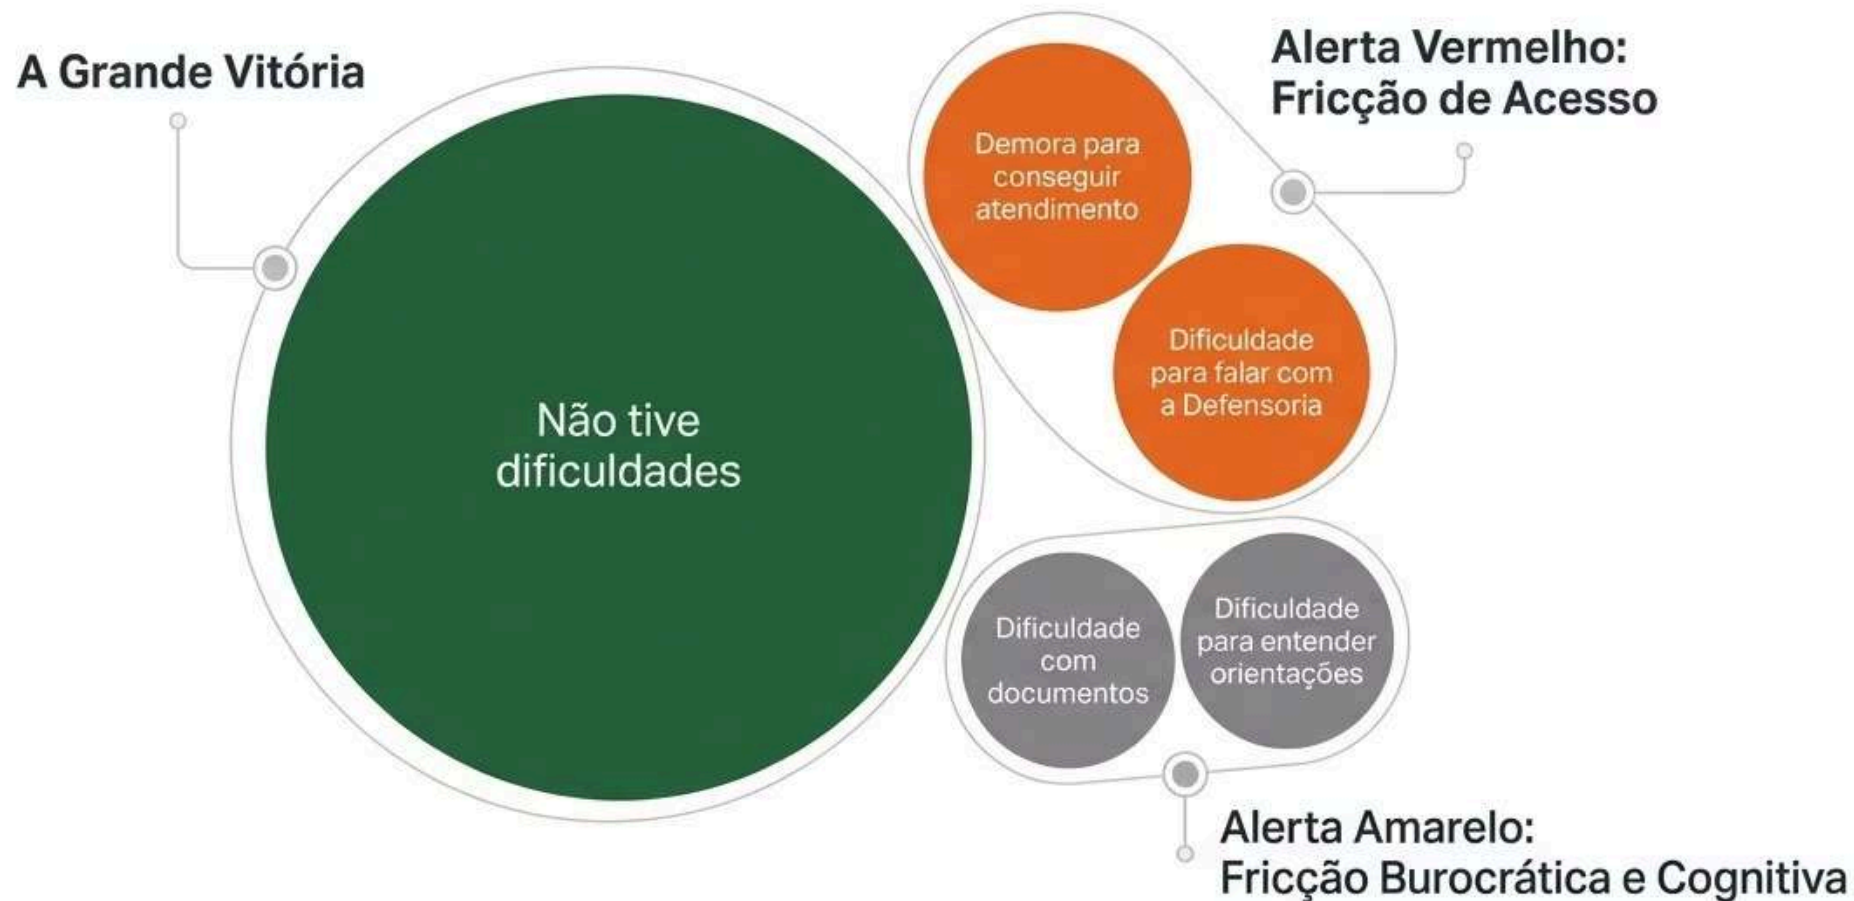 A Grande Vitória
Não tive
dificuldades
Demora para
conseguir
atendimento
Dificuldade
para falar com
a Defensoria
Alerta Vermelho:
Fricção de Acesso
Dificuldade
com
documentos
Dificuldade
para entender
orientações
Alerta Amarelo:
Fricção Burocrática e Cognitiva